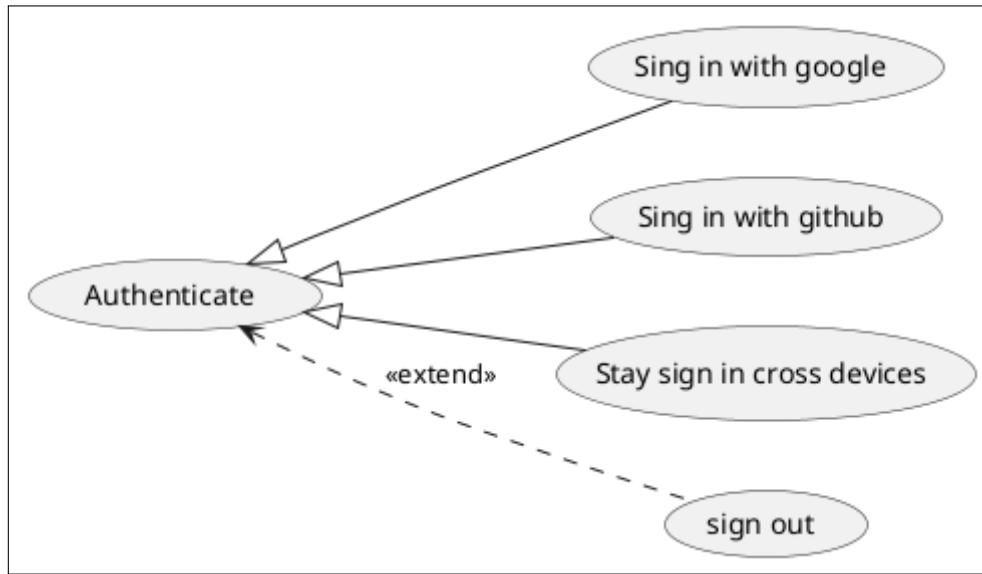 Sing in with google
Sing in with github
Authenticate
Stay sign in cross devices
«extend»
sign out